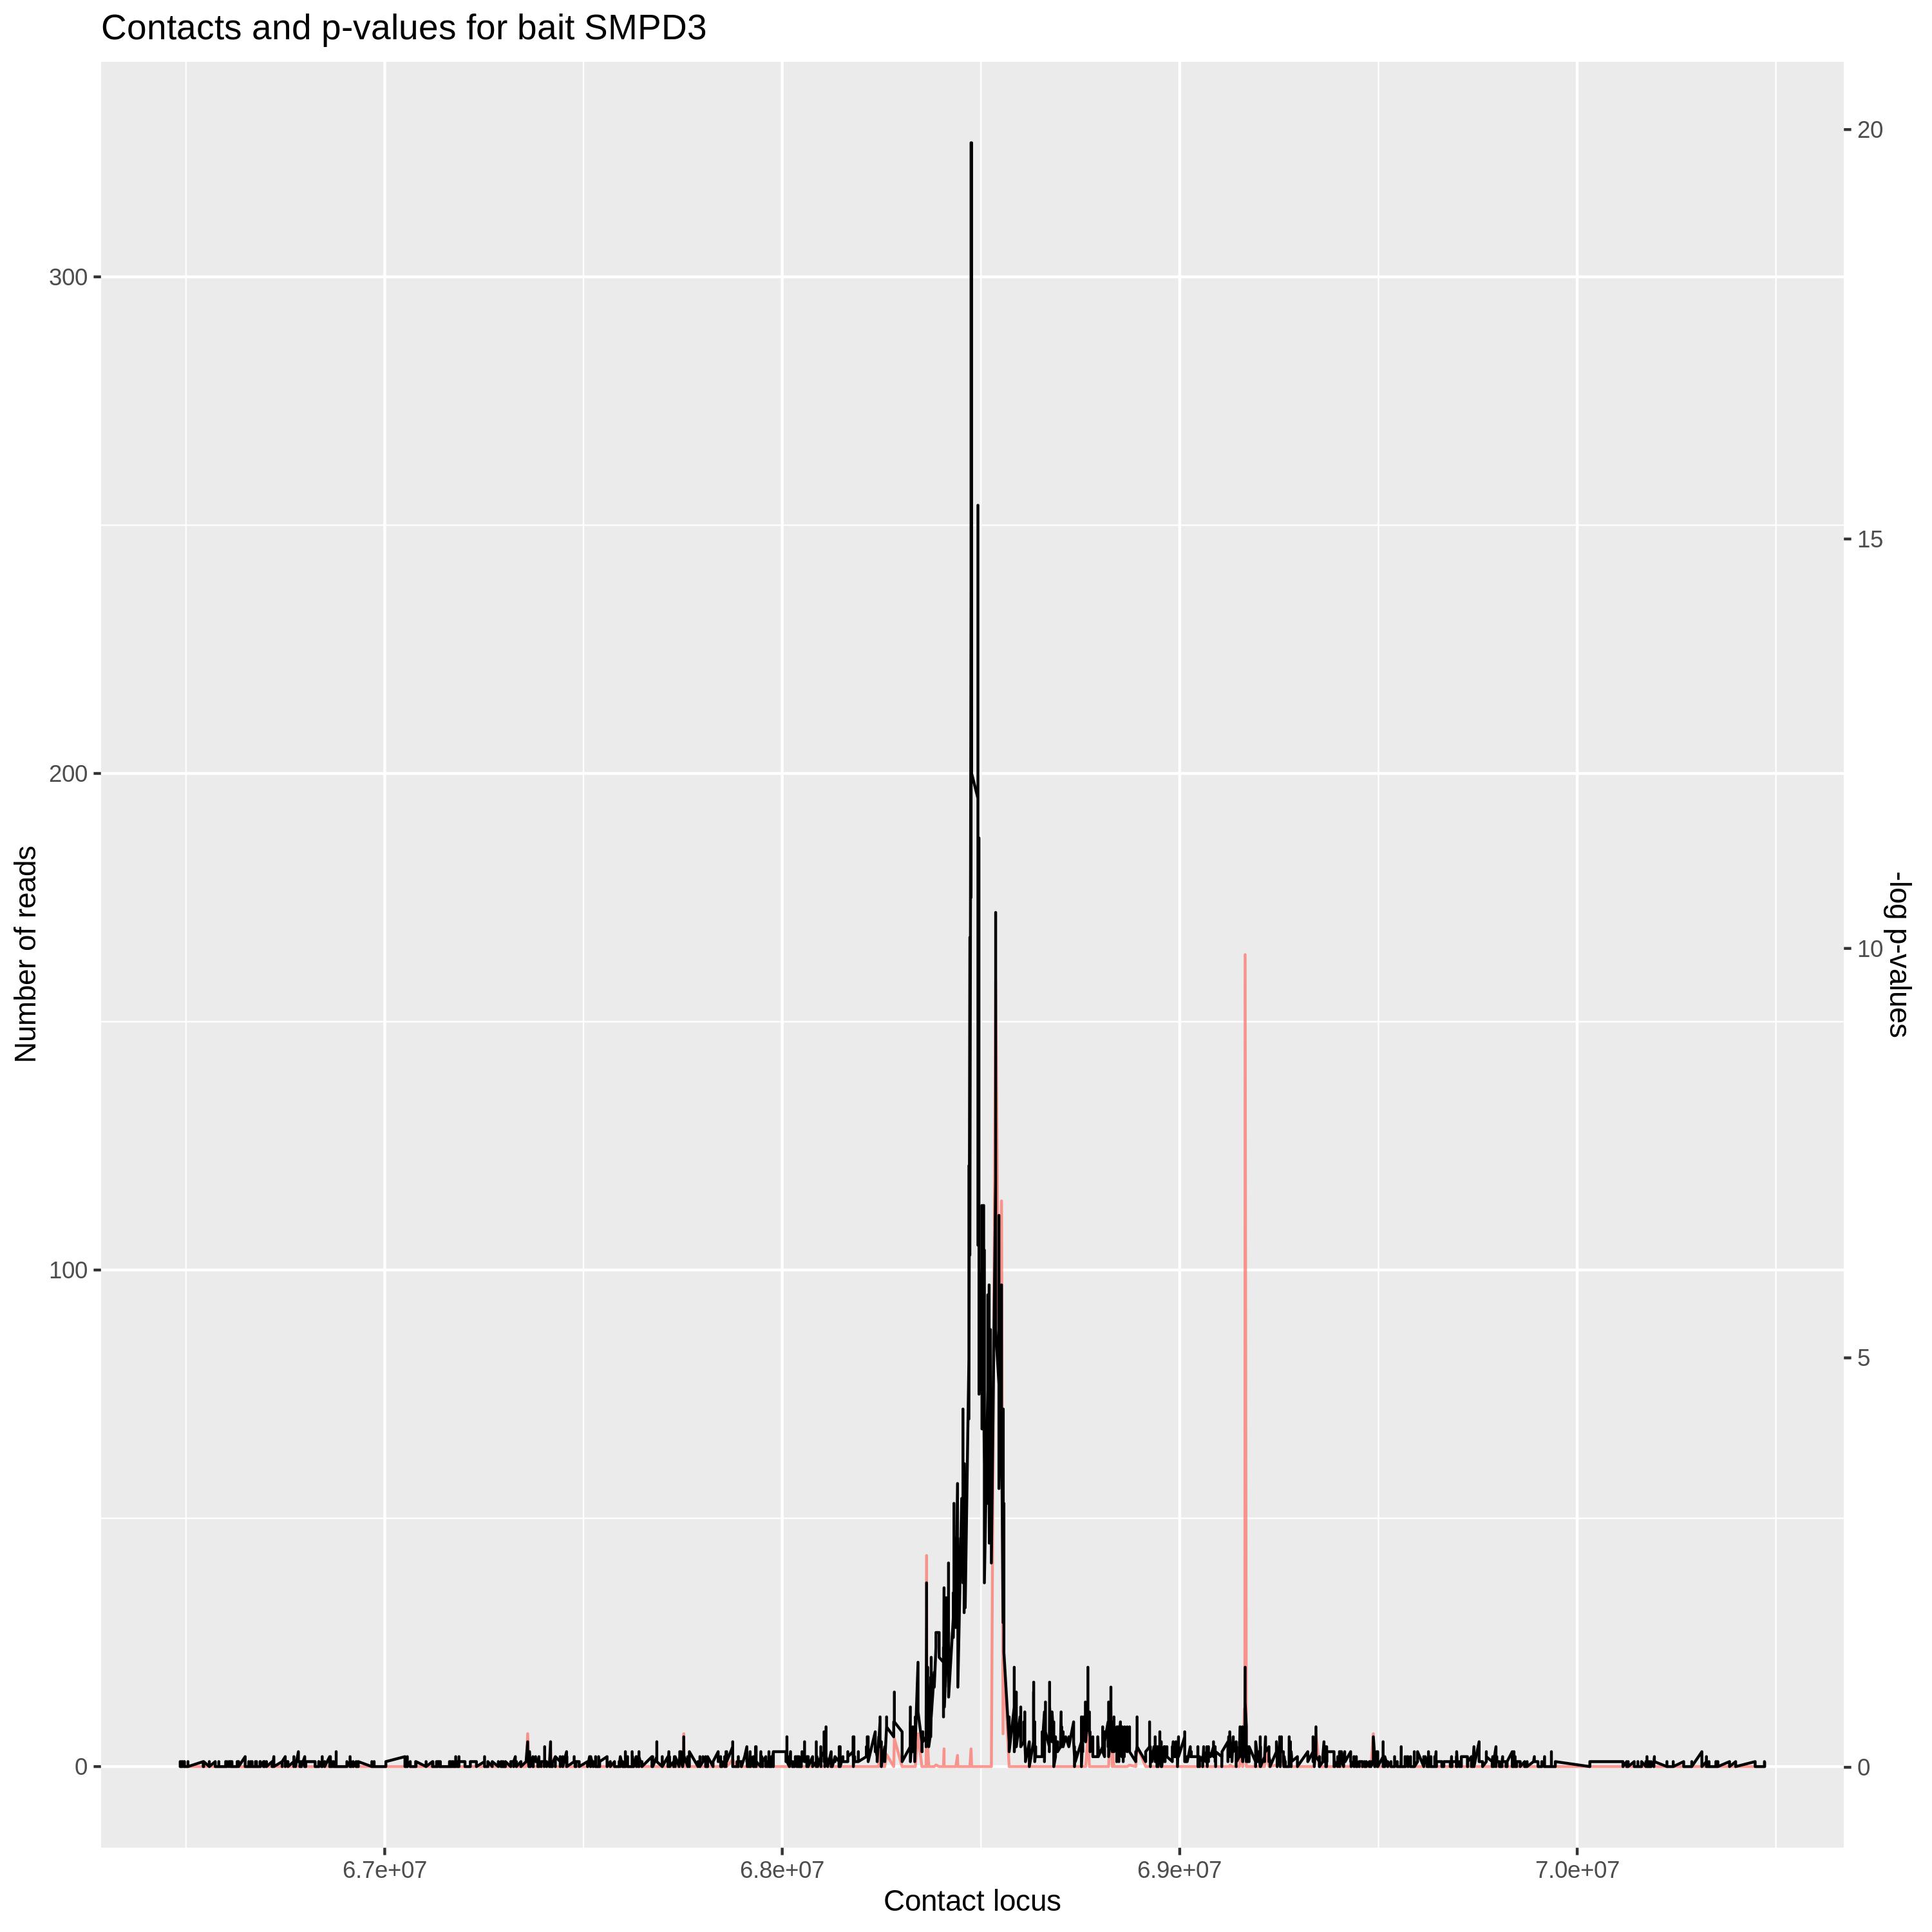 Contacts and p-values for bait SMPD3
300
200
100
0
20
15
10
5
0
Number of reads
-log p-values
6.7e+07
6.8e+07
6.9e+07
7.0e+07
Contact locus